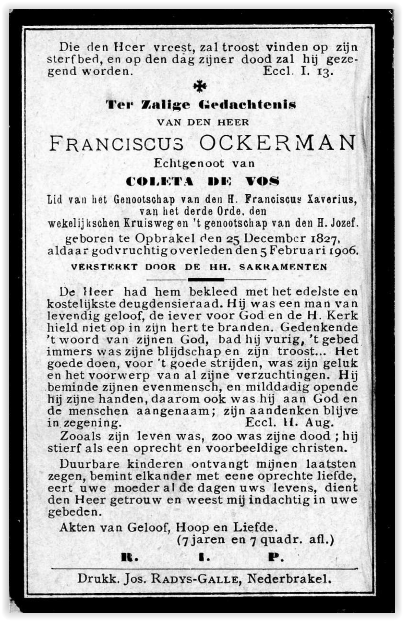 Die den Heer vreest, zal troost vinden op zijn
sterfbed, en op den dag zijner dood zal hij geze-
gend worden. Eccl. I. 13.
Ter Zalige Gedachtenis
VAN DEN HEER
FRANCISCUS OCKERMAN
Echtgenoot van
COLETA DE VOS
Lid van het Genootschap van den H. Franciscus Xaverius,
van het derde Orde, den
wekelijkschen Kruisweg en 't genootschap van den H. Jozef.
geboren te Opbrakel den 25 December 1827,
aldaar godvruchtig overleden den 5 Februari 1906.
VERSTERKT DOOR DE HH. SAKRAMENTEN
De Heer had hem bekleed met het edelste en
kostelijkste deugdensieraad. Hij was een man van
levendig geloof, de iever voor God en de H. Kerk
hield niet op in zijn hert te branden. Gedenkende
't woord van zijnen God, bad hij vurig, 't gebed
immers was zijne blijdschap en zijn troost... Het
goede doen, voor 't goede strijden, was zijn geluk
en het voorwerp van al zijne verzuchtingen. Hij
beminde zijnen evenmensch, en milddadig opende
hij zijne handen, daarom ook was hij aan God en
de menschen aangenaam; zijn aandenken blijve
in zegening. Eccl. H. Aug.
Zooals zijn leven was, zoo was zijne dood; hij
stierf als een oprecht en voorbeeldige christen.
Duurbare kinderen ontvangt mijnen laatsten
zegen, bemint elkander met eene oprechte liefde,
eert uwe moeder al de dagen uws levens, dient
den Heer getrouw en weest mij indachtig in uwe
gebeden.
Akten van Geloof, Hoop en Liefde.
(7 jaren en 7 quadr. afl.)
R. I. P.
Drukk. Jos. RADYS-GALLE, Nederbrakel.